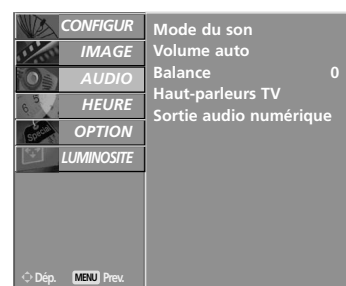 CONFIGUR
IMAGE
AUDIO
HEURE
OPTION
LUMINOSITE
Mode du son
Volume auto
Balance 0
Haut-parleurs TV
Sortie audio numérique
Dép. MENU Prev.